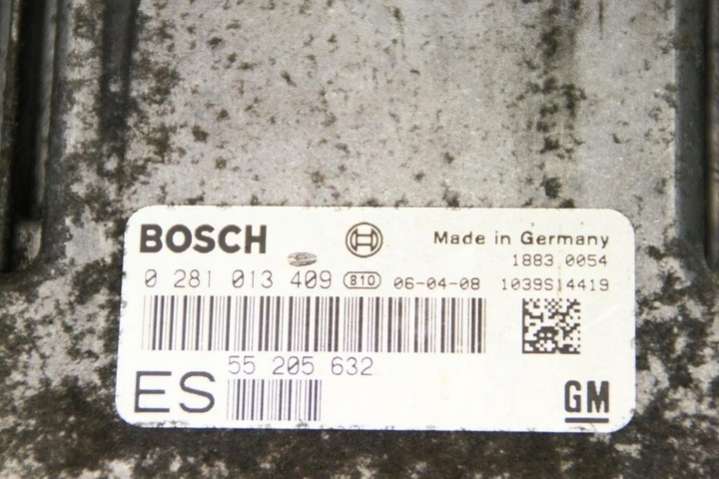 BOSCH Made in Germany
1883 0054
0 281 013 409 810 06-04-08 1039S14419
55 205 632
ES GM